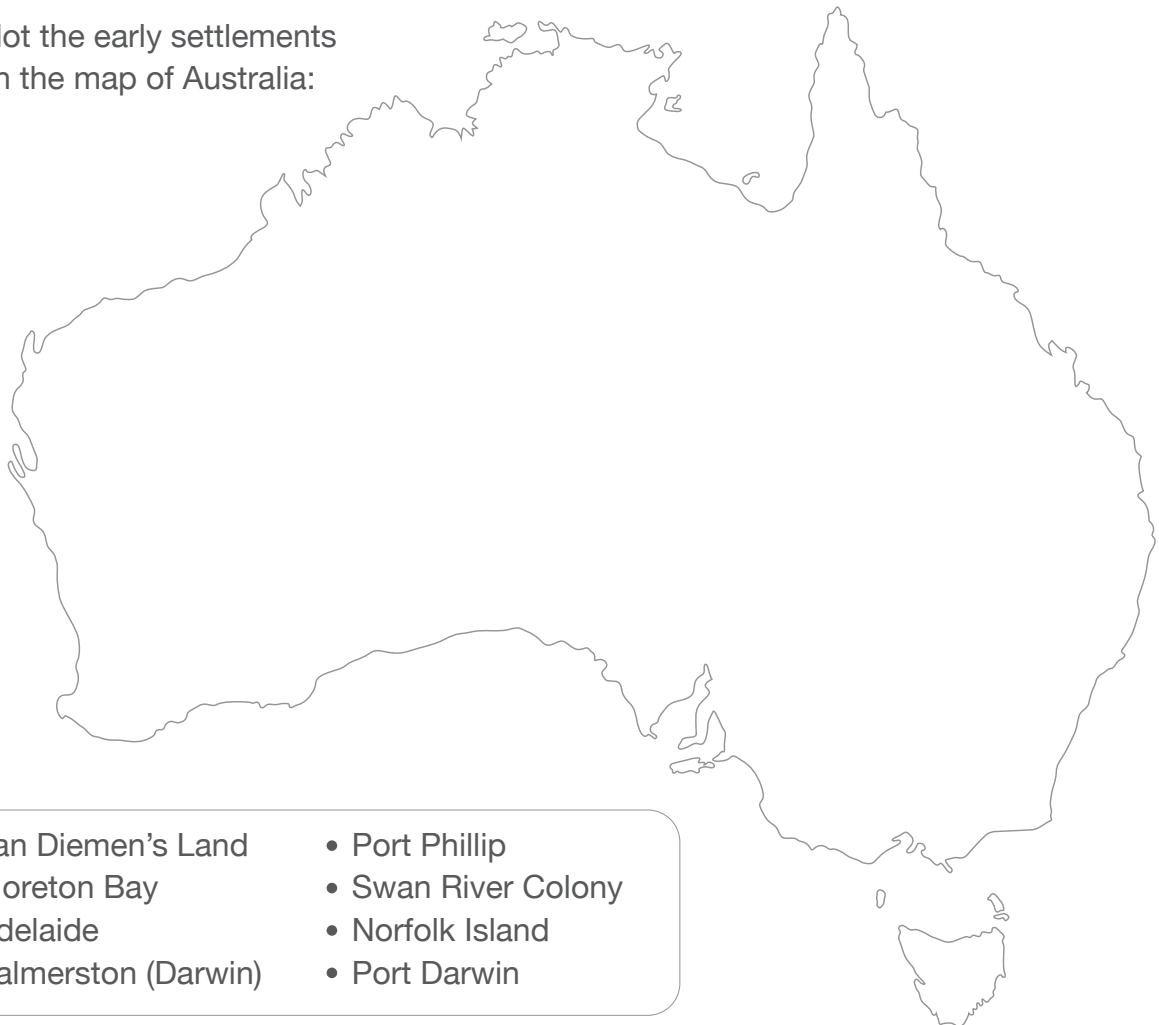 lot the early settlements
n the map of Australia:
an Diemen’s Land
oreton Bay
delaide
almerston (Darwin)
• Port Phillip
• Swan River Colony
• Norfolk Island
• Port Darwin